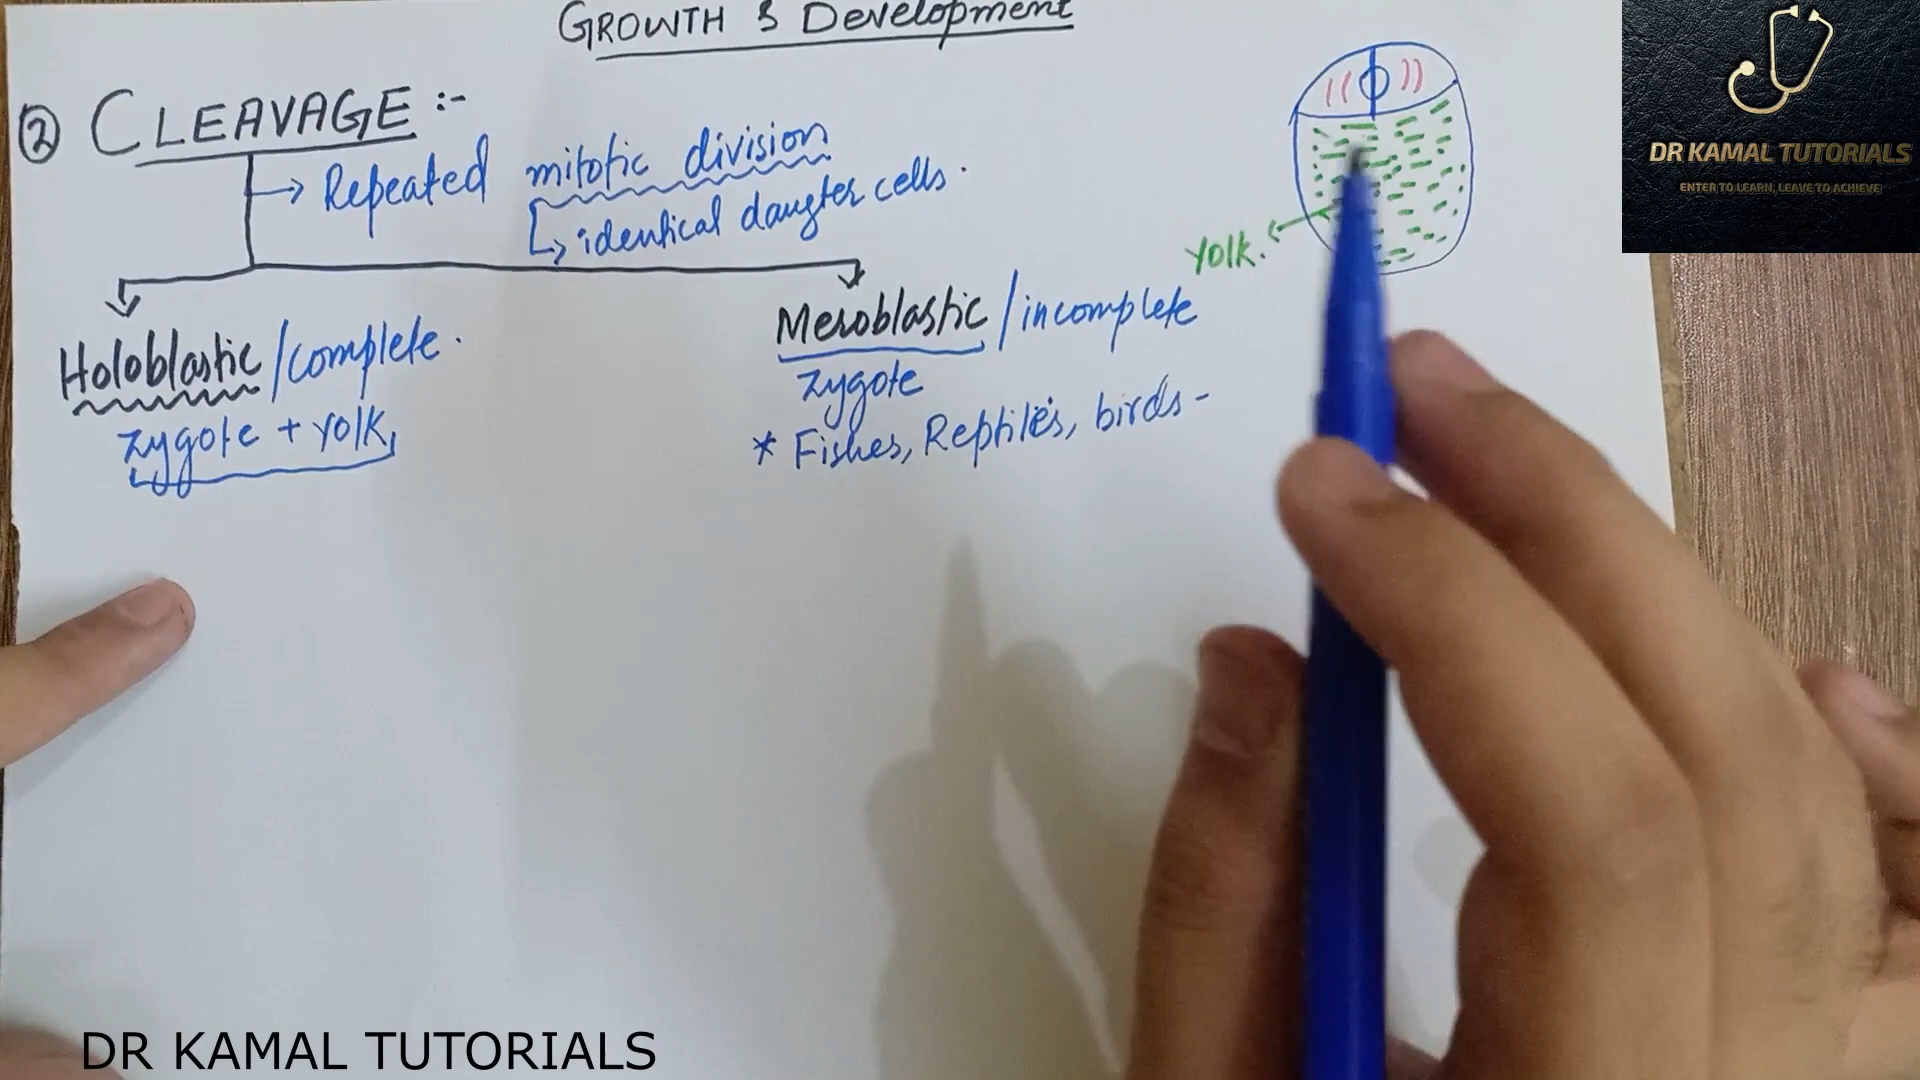 GROWTH & Development
② CLEAVAGE :-
→ Repeated mitotic division
↳ identical daugter cells.
Holoblastic / complete.
zygote + yolk,
Meroblastic / incomplete
zygote
* Fishes, Reptiles, birds -
Yolk.
DR KAMAL TUTORIALS
ENTER TO LEARN, LEAVE TO ACHIEVE
DR KAMAL TUTORIALS